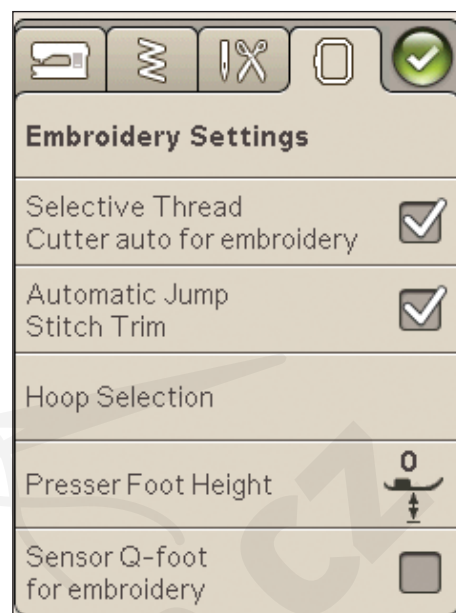 Embroidery Settings
Selective Thread
Cutter auto for embroidery
Automatic Jump
Stitch Trim
Hoop Selection
Presser Foot Height
0
Sensor Q-foot
for embroidery